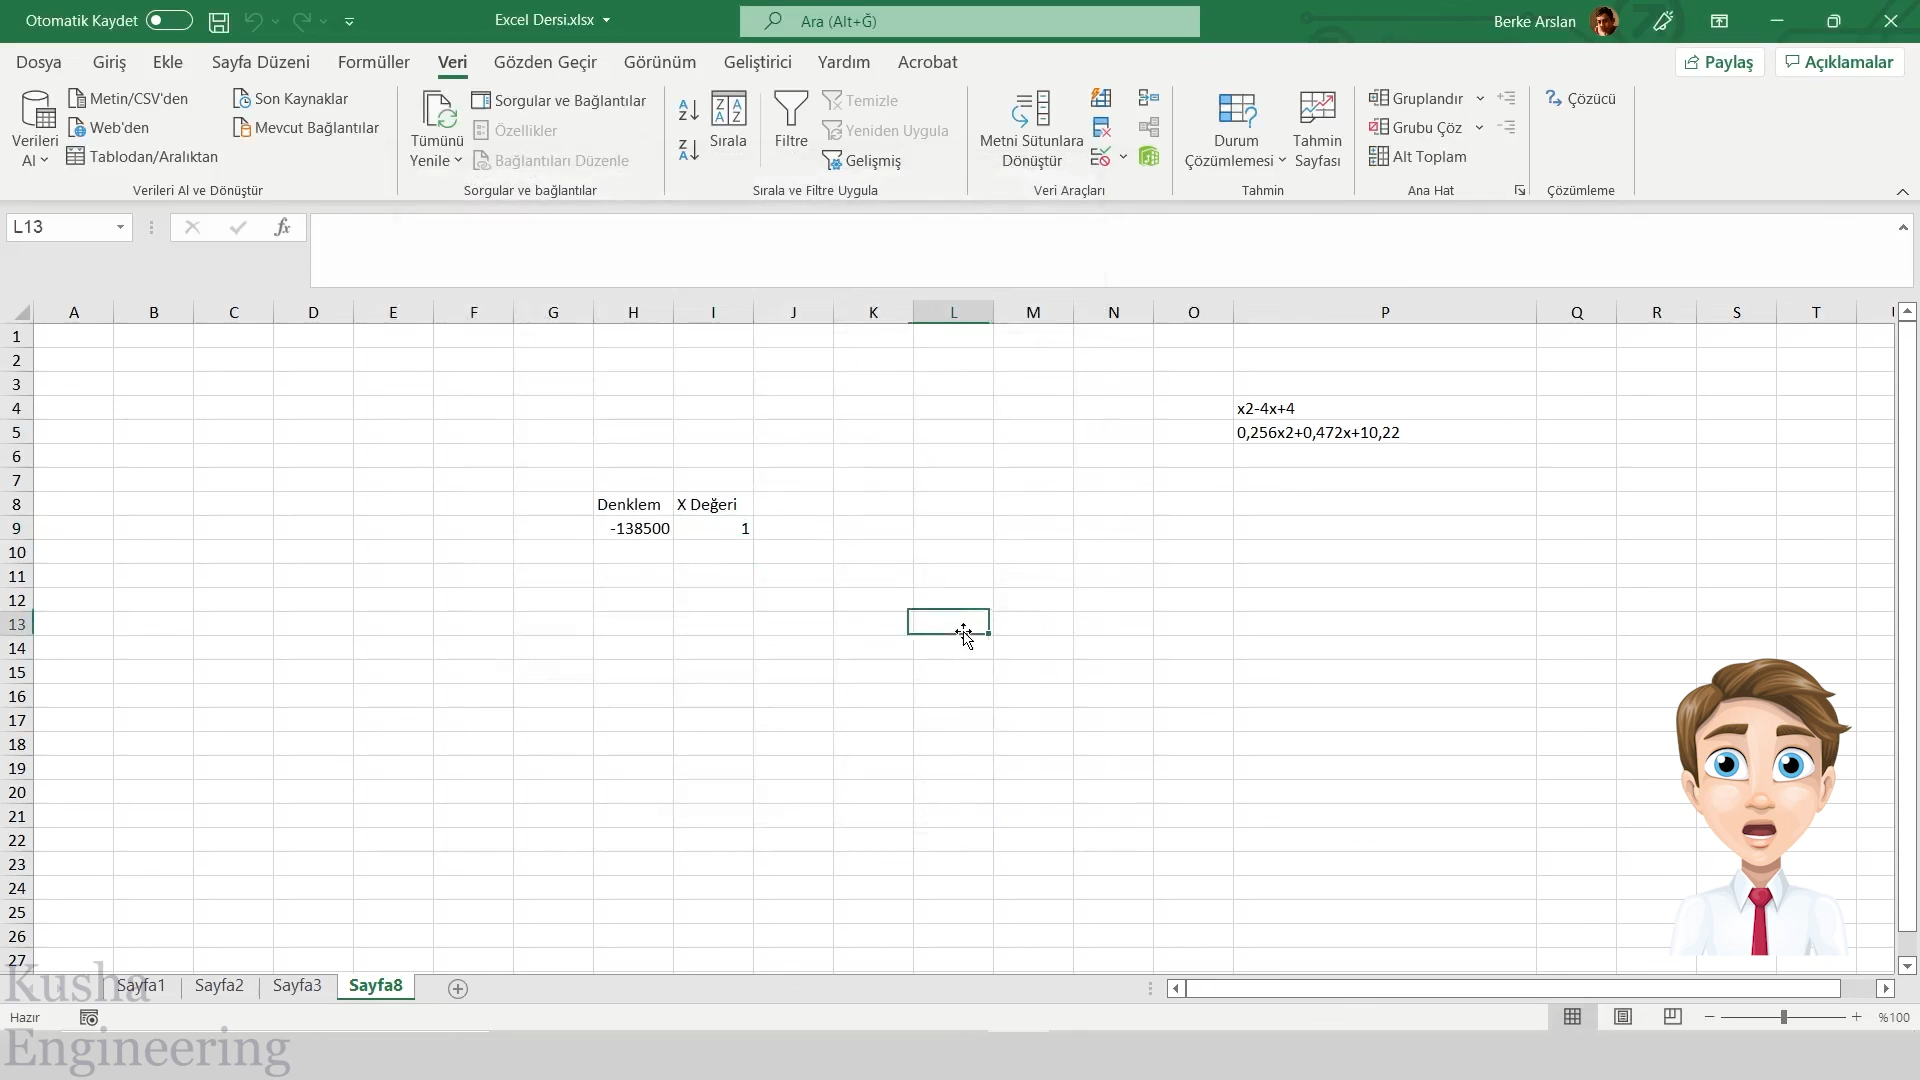 Otomatik Kaydet
Excel Dersi.xlsx
Ara (Alt+Ğ)
Berke Arslan
Dosya Giriş Ekle Sayfa Düzeni Formüller Veri Gözden Geçir Görünüm Geliştirici Yardım Acrobat
Paylaş Açıklamalar
Verileri Al
Metin/CSV'den
Web'den
Tablodan/Aralıktan
Son Kaynaklar
Mevcut Bağlantılar
Verileri Al ve Dönüştür
Tümünü Yenile
Sorgular ve Bağlantılar
Özellikler
Bağlantıları Düzenle
Sorgular ve bağlantılar
Sırala
Filtre
Temizle
Yeniden Uygula
Gelişmiş
Sırala ve Filtre Uygula
Metni Sütunlara Dönüştür
Veri Araçları
Durum Çözümlemesi
Tahmin Sayfası
Tahmin
Gruplandır
Grubu Çöz
Alt Toplam
Ana Hat
Çözücü
Çözümleme
L13
fx
A B C D E F G H I J K L M N O P Q R S T
1
2
3
4 x2-4x+4
5 0,256x2+0,472x+10,22
6
7
8 Denklem X Değeri
9 -138500 1
10
11
12
13
14
15
16
17
18
19
20
21
22
23
24
25
26
27
Sayfa1 Sayfa2 Sayfa3 Sayfa8
Hazır
%100
Kusha
Engineering